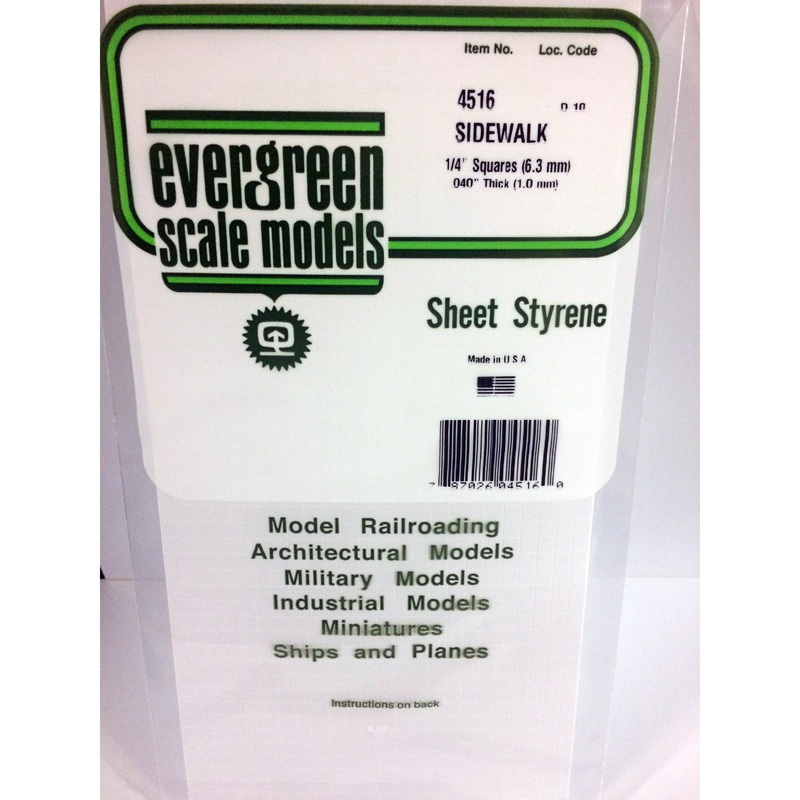 Item No. Loc. Code
4516 D 10
SIDEWALK
1/4" Squares (6.3 mm)
.040" Thick (1.0 mm)
evergreen
scale models
Sheet Styrene
Made in U S A
7 87026 04516 0
Model Railroading
Architectural Models
Military Models
Industrial Models
Miniatures
Ships and Planes
Instructions on back